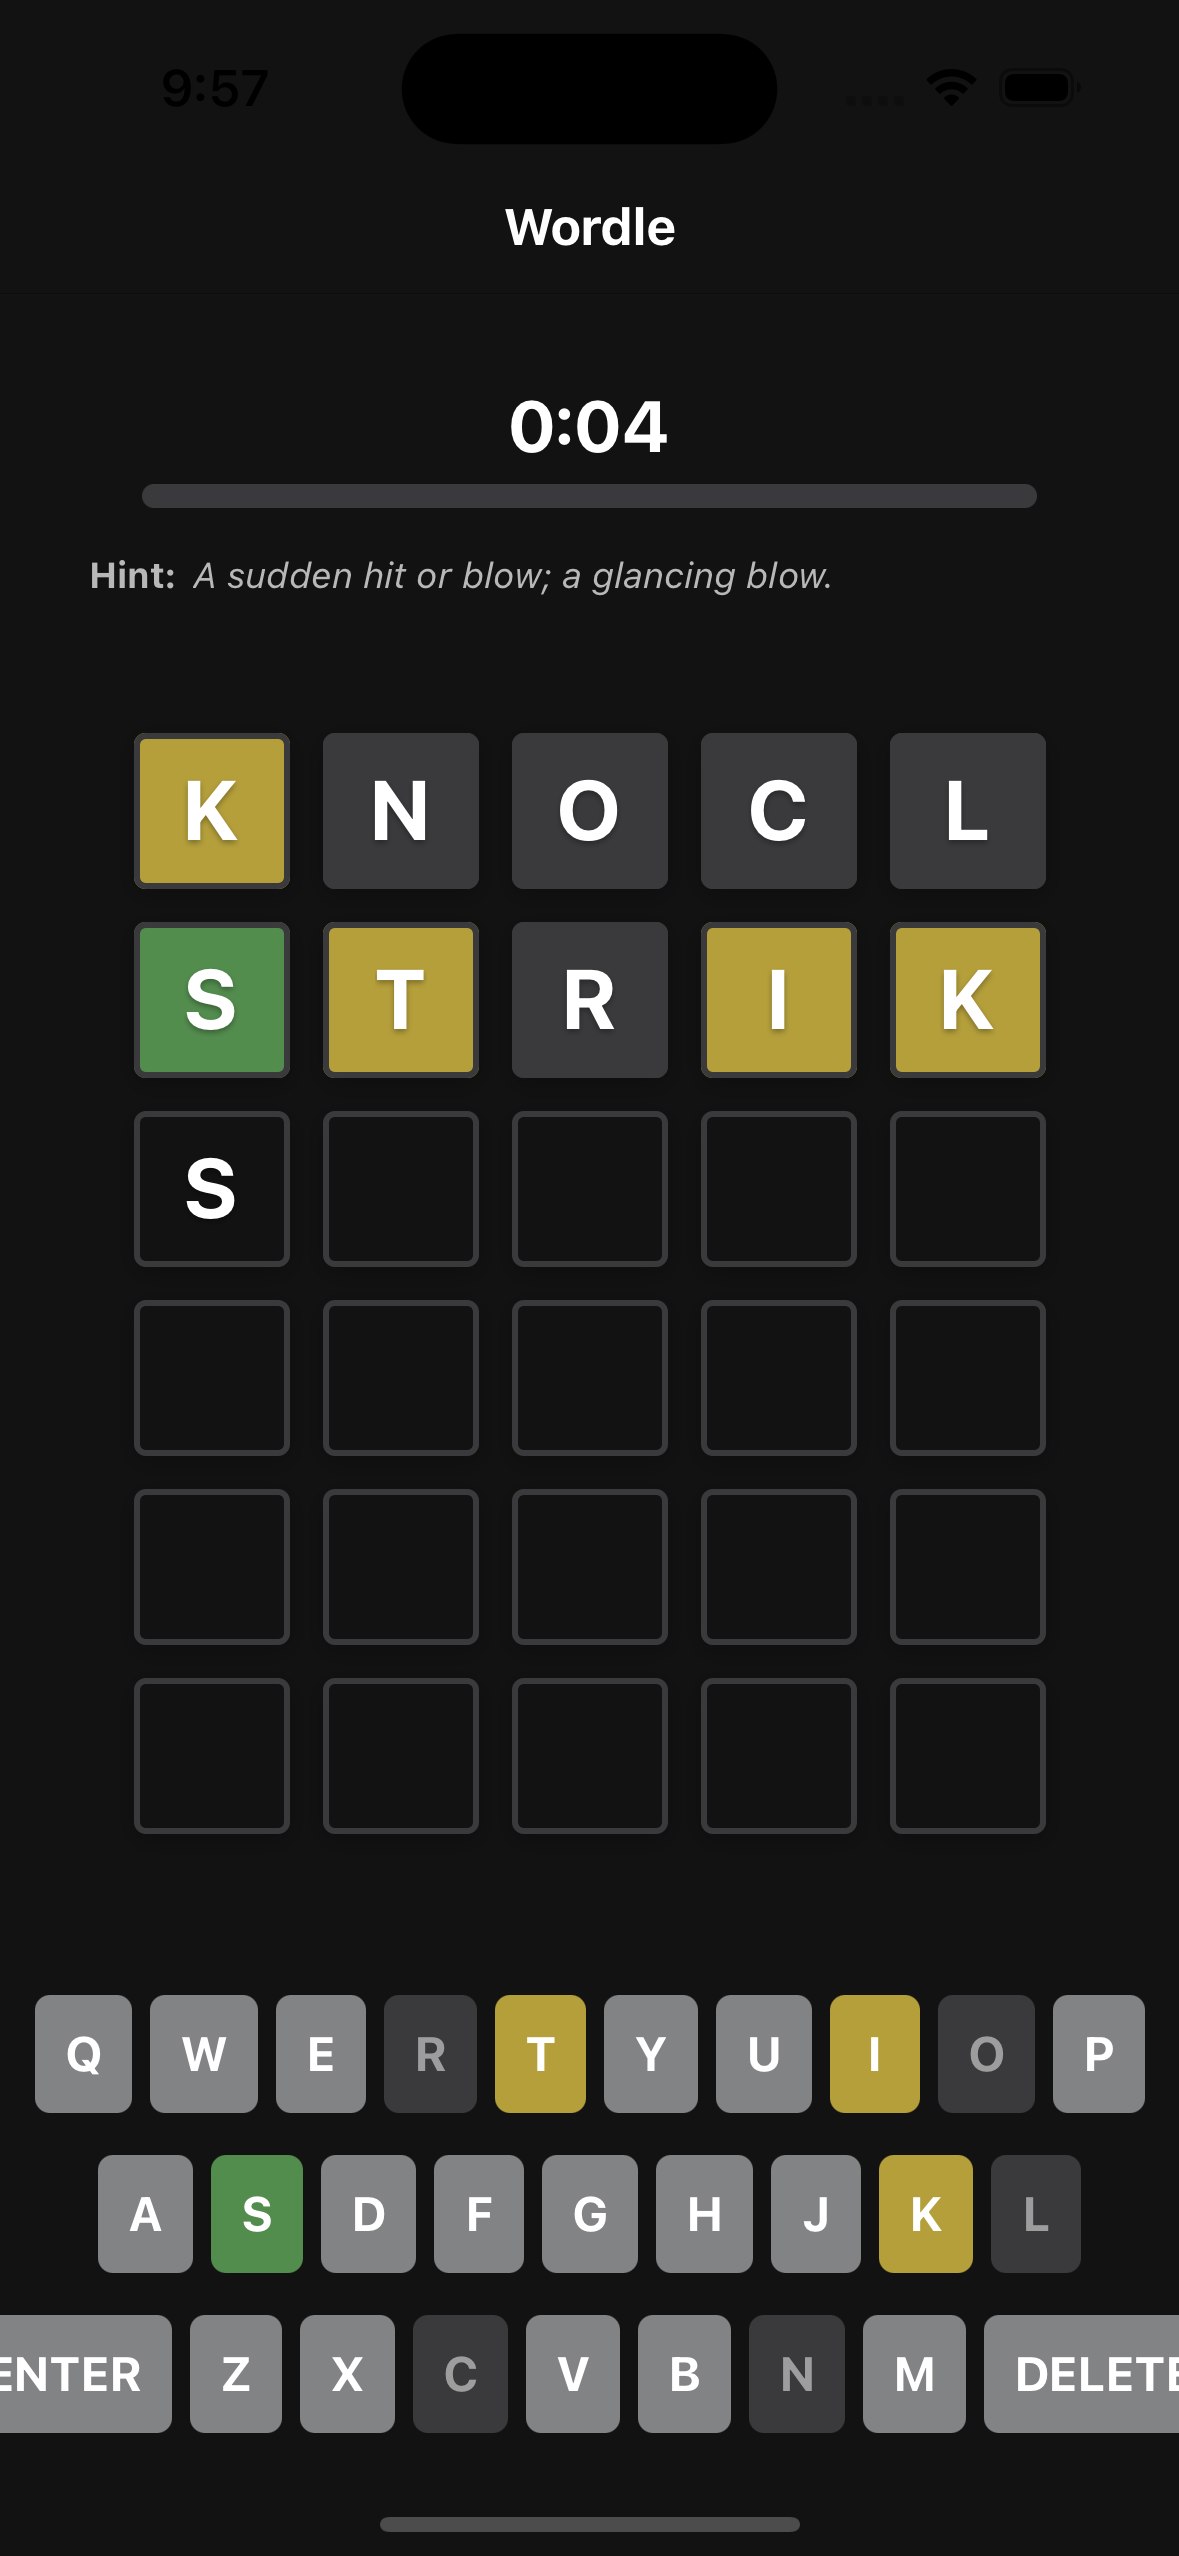 9:57
Wordle
0:04
Hint: A sudden hit or blow; a glancing blow.
K N O C L
S T R I K
S
Q W E R T Y U I O P
A S D F G H J K L
ENTER Z X C V B N M DELETE